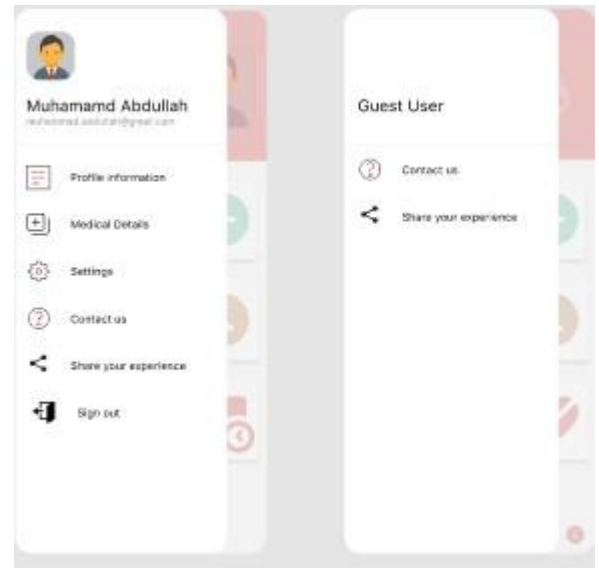 Muhamamd Abdullah
Profile information
Medical Details
Settings
Contact us
Share your experience
Sign out
Guest User
Contact us
Share your experience